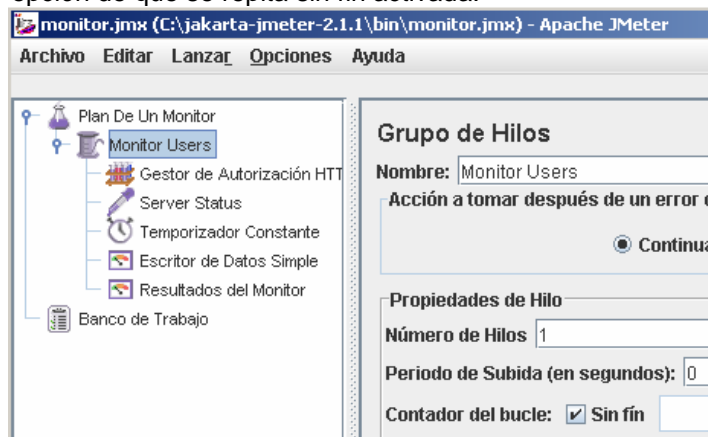 monitor.jmx (C:\jakarta-jmeter-2.1.1\bin\monitor.jmx) - Apache JMeter
Archivo Editar Lanzar Opciones Ayuda
Plan De Un Monitor
Monitor Users
Gestor de Autorización HTT
Server Status
Temporizador Constante
Escritor de Datos Simple
Resultados del Monitor
Banco de Trabajo
Grupo de Hilos
Nombre: Monitor Users
Acción a tomar después de un error
Continua
Propiedades de Hilo
Número de Hilos 1
Periodo de Subida (en segundos): 0
Contador del bucle: Sin fín